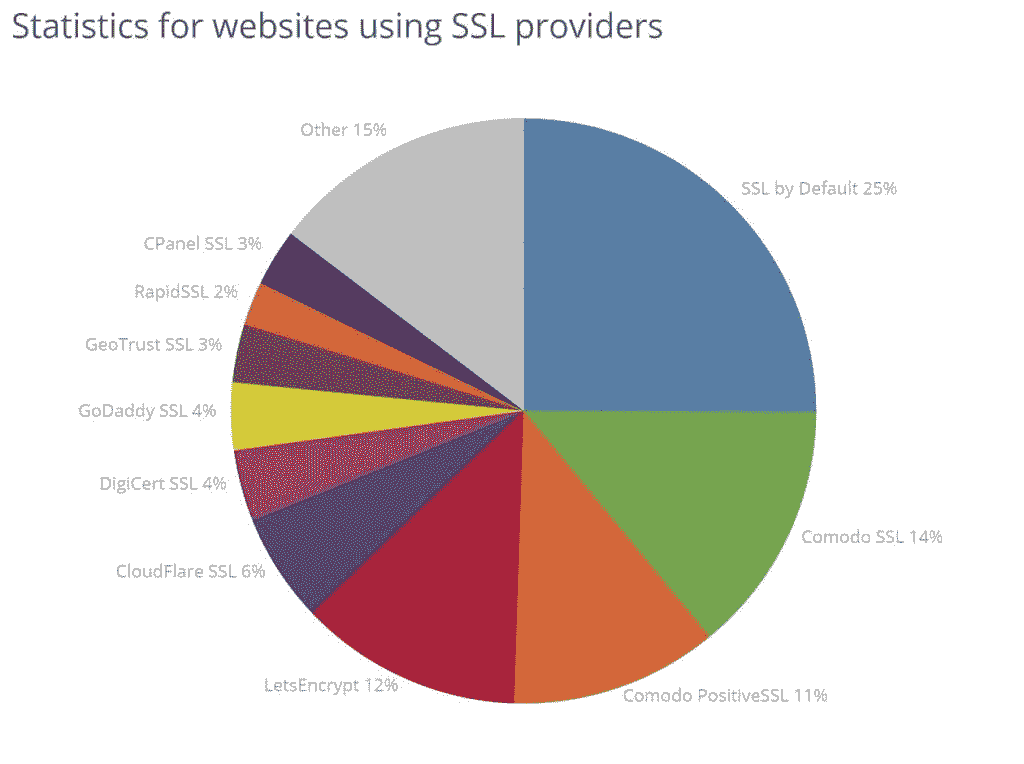 Statistics for websites using SSL providers
Other 15%
SSL by Default 25%
CPanel SSL 3%
RapidSSL 2%
GeoTrust SSL 3%
GoDaddy SSL 4%
DigiCert SSL 4%
Comodo SSL 14%
CloudFlare SSL 6%
LetsEncrypt 12%
Comodo PositiveSSL 11%